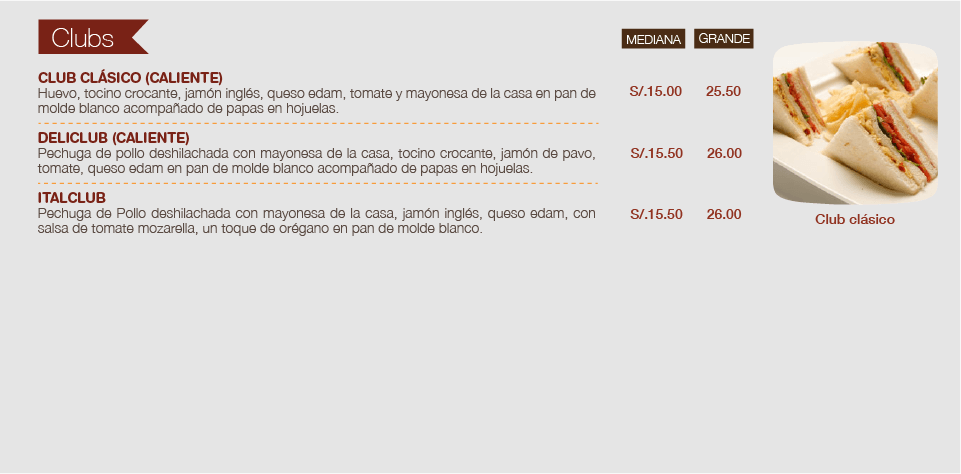 Clubs
MEDIANA GRANDE
CLUB CLÁSICO (CALIENTE)
Huevo, tocino crocante, jamón inglés, queso edam, tomate y mayonesa de la casa en pan de
molde blanco acompañado de papas en hojuelas.
S/.15.00 25.50
DELICLUB (CALIENTE)
Pechuga de pollo deshilachada con mayonesa de la casa, tocino crocante, jamón de pavo,
tomate, queso edam en pan de molde blanco acompañado de papas en hojuelas.
S/.15.50 26.00
ITALCLUB
Pechuga de Pollo deshilachada con mayonesa de la casa, jamón inglés, queso edam, con
salsa de tomate mozarella, un toque de orégano en pan de molde blanco.
S/.15.50 26.00
Club clásico